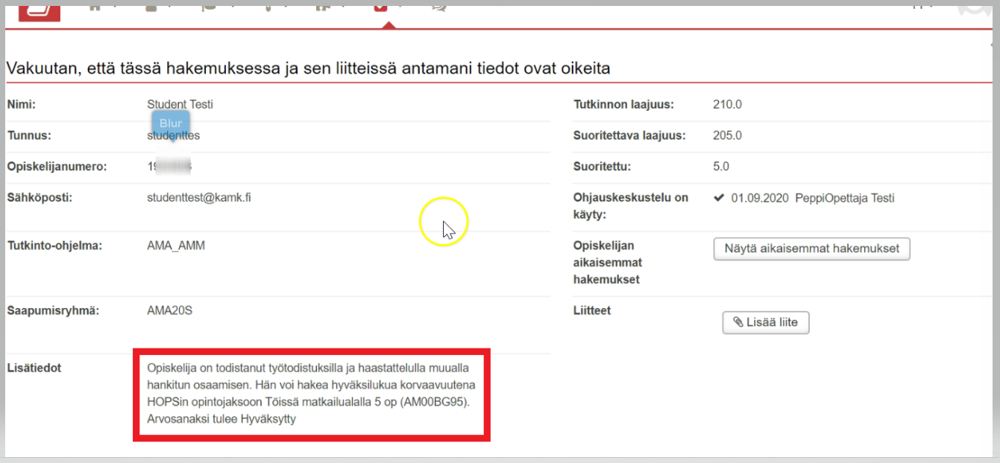 Vakuutan, että tässä hakemuksessa ja sen liitteissä antamani tiedot ovat oikeita
Nimi: Student Testi
Blur
Tunnus: studenttes
Opiskelijanumero:
Sähköposti: studenttest@kamk.fi
Tutkinto-ohjelma: AMA_AMM
Saapumisryhmä: AMA20S
Lisätiedot
Opiskelija on todistanut työtodistuksilla ja haastattelulla muualla
hankitun osaamisen. Hän voi hakea hyväksilukua korvaavuutena
HOPSin opintojaksoon Töissä matkailualalla 5 op (AM00BG95).
Arvosanaksi tulee Hyväksytty
Tutkinnon laajuus: 210.0
Suoritettava laajuus: 205.0
Suoritettu: 5.0
Ohjauskeskustelu on
käyty:
01.09.2020 PeppiOpettaja Testi
Opiskelijan
aikaisemmat
hakemukset
Näytä aikaisemmat hakemukset
Liitteet
Lisää liite